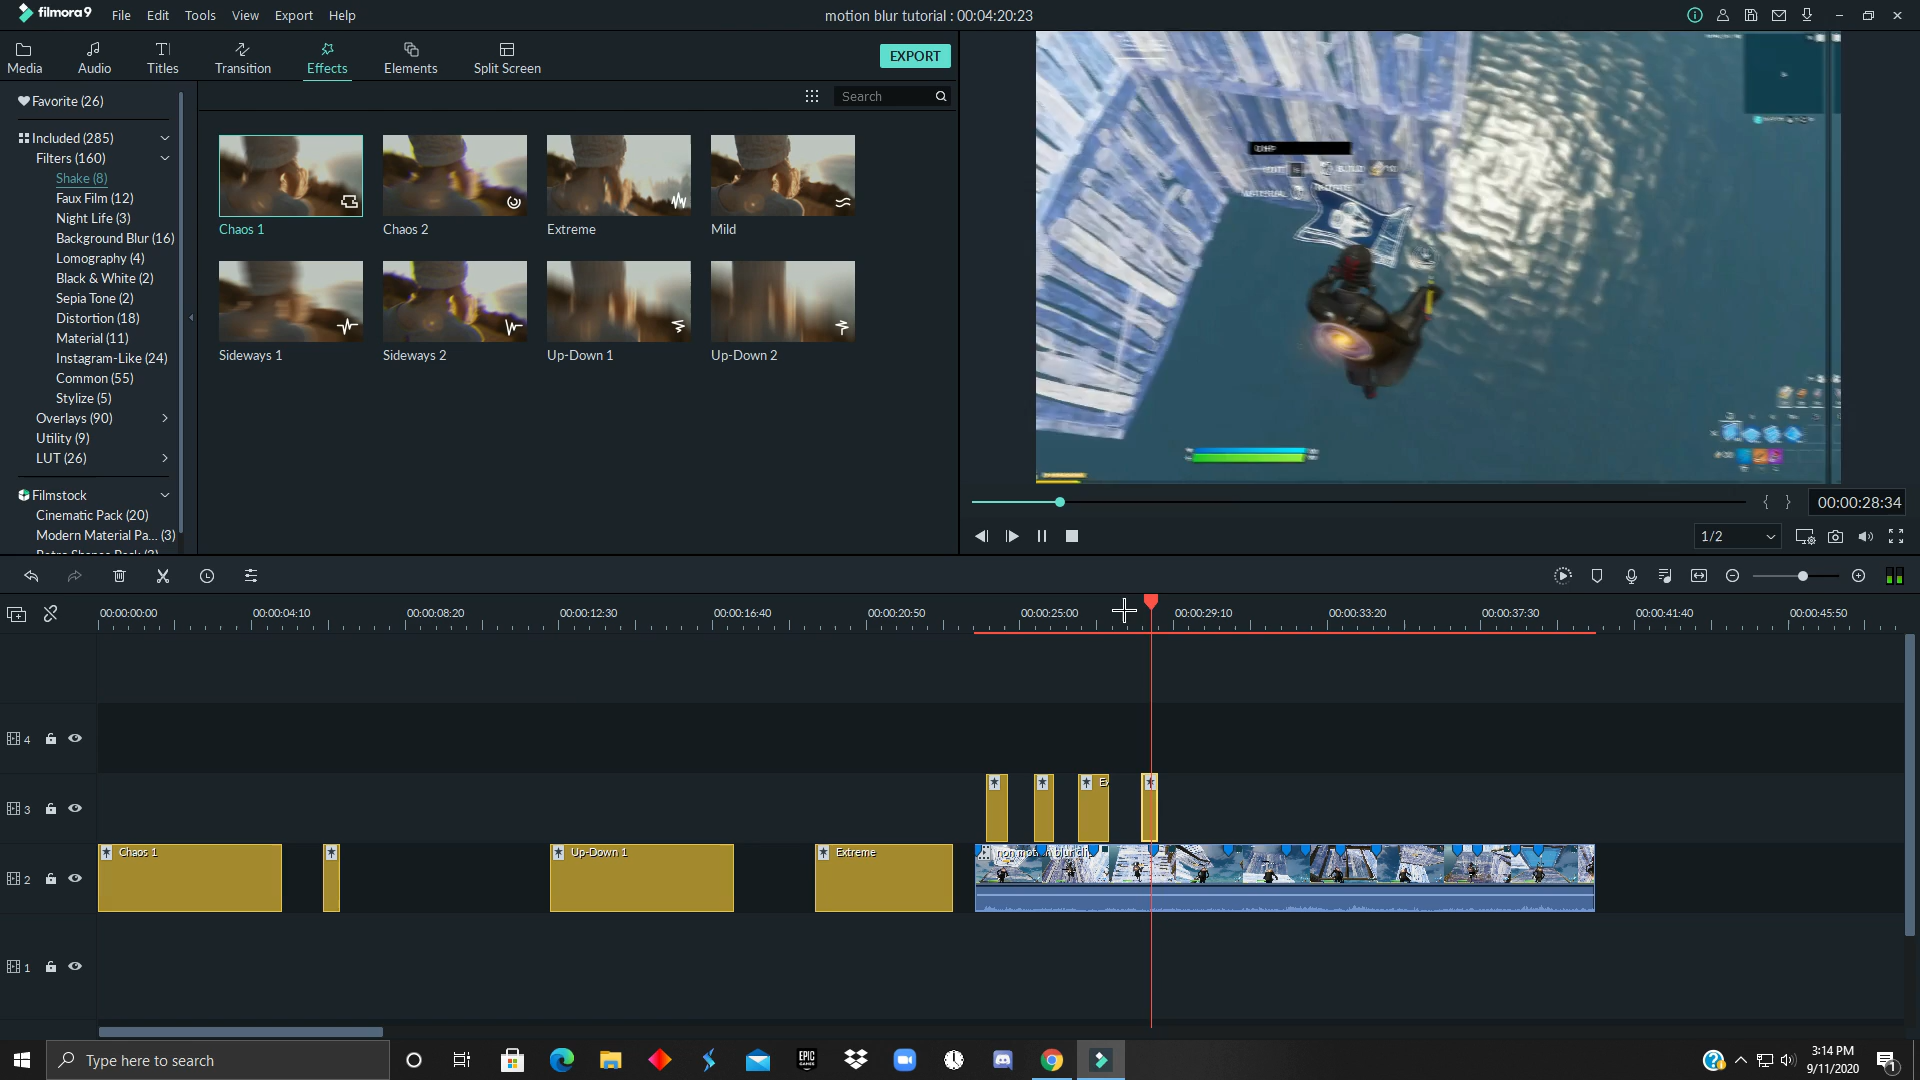 filmora9 File Edit Tools View Export Help motion blur tutorial : 00:04:20:23
Media Audio Titles Transition Effects Elements Split Screen EXPORT
Favorite (26)
Search
Included (285)
Filters (160)
Shake (8)
Faux Film (12)
Night Life (3)
Background Blur (16)
Lomography (4)
Black & White (2)
Sepia Tone (2)
Distortion (18)
Material (11)
Instagram-Like (24)
Common (55)
Stylize (5)
Overlays (90)
Utility (9)
LUT (26)
Filmstock
Cinematic Pack (20)
Modern Material Pa... (3)
Chaos 1 Chaos 2 Extreme Mild
Sideways 1 Sideways 2 Up-Down 1 Up-Down 2
{ } 00:00:28:34
1/2
00:00:00:00 00:00:04:10 00:00:08:20 00:00:12:30 00:00:16:40 00:00:20:50 00:00:25:00 00:00:29:10 00:00:33:20 00:00:37:30 00:00:41:40 00:00:45:50
4
3
2 Chaos 1 Up-Down 1 Extreme
1
Type here to search
EPIC GAMES
3:14 PM
9/11/2020
1